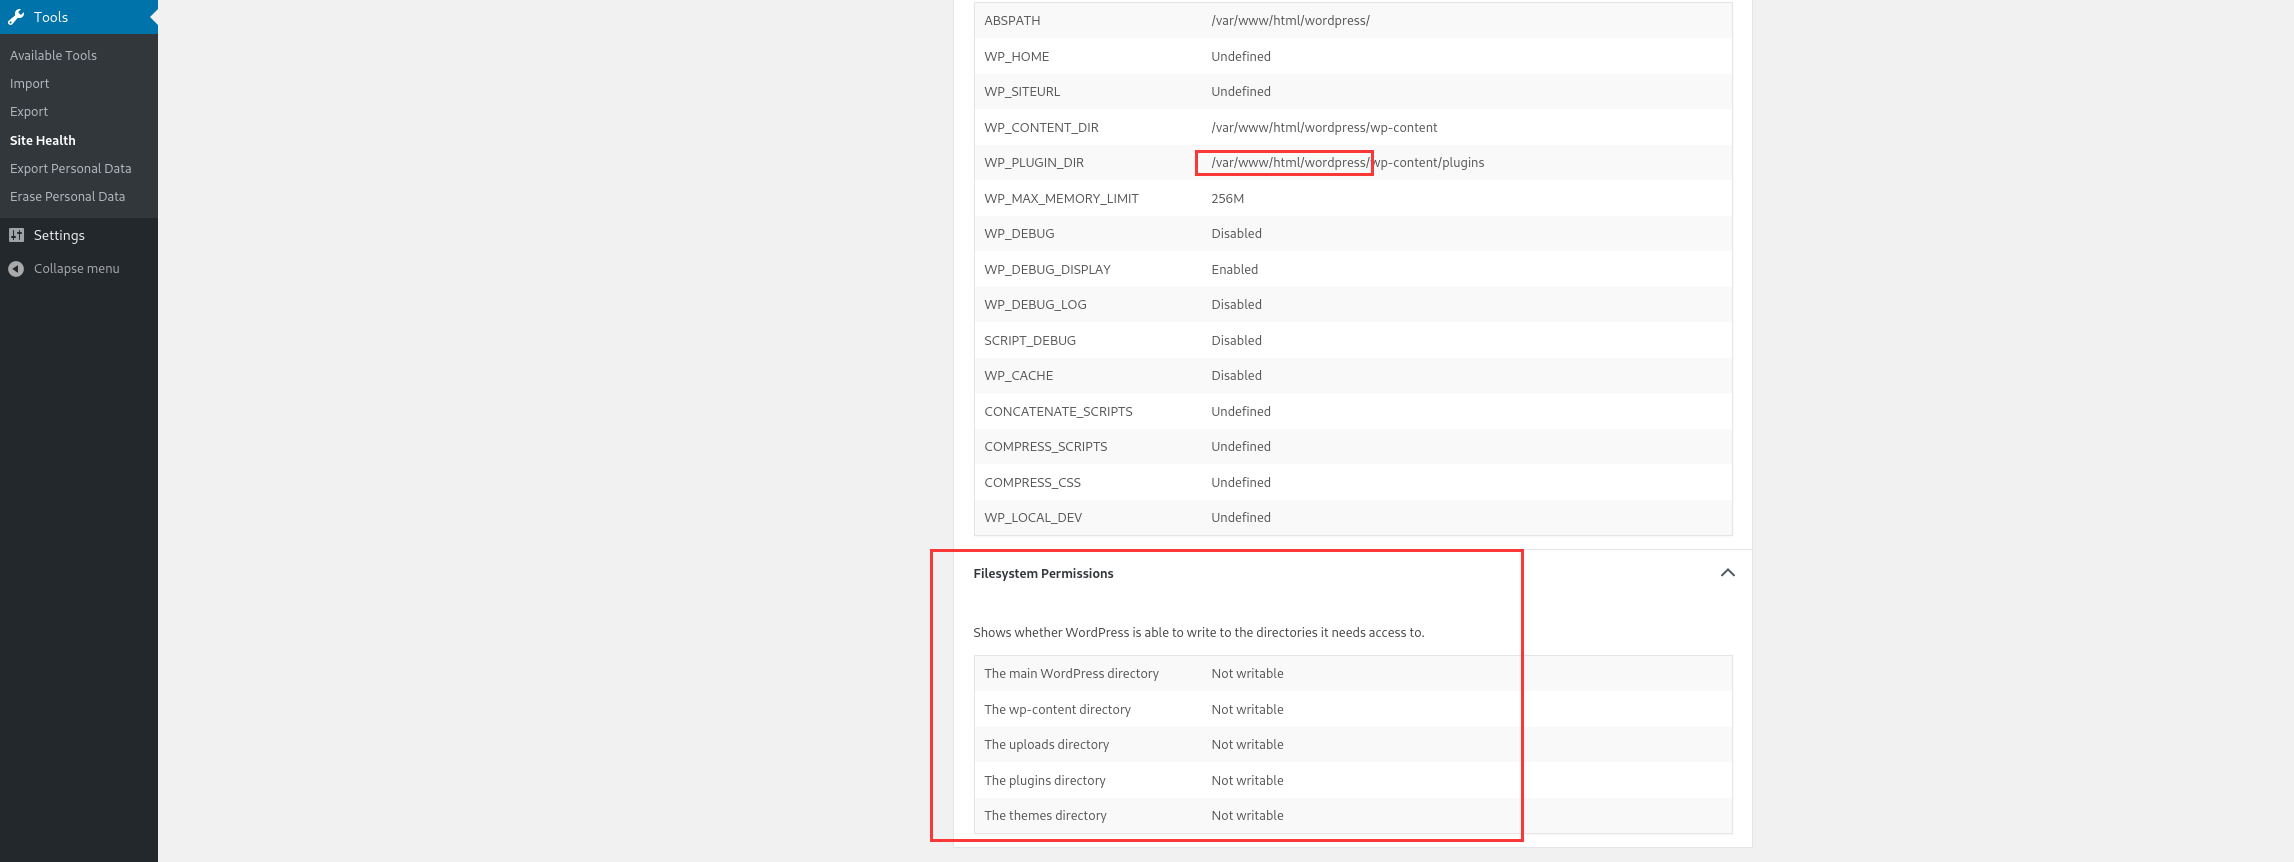 Tools
Available Tools
Import
Export
Site Health
Export Personal Data
Erase Personal Data
Settings
Collapse menu
ABSPATH /var/www/html/wordpress/
WP_HOME Undefined
WP_SITEURL Undefined
WP_CONTENT_DIR /var/www/html/wordpress/wp-content
WP_PLUGIN_DIR /var/www/html/wordpress/wp-content/plugins
WP_MAX_MEMORY_LIMIT 256M
WP_DEBUG Disabled
WP_DEBUG_DISPLAY Enabled
WP_DEBUG_LOG Disabled
SCRIPT_DEBUG Disabled
WP_CACHE Disabled
CONCATENATE_SCRIPTS Undefined
COMPRESS_SCRIPTS Undefined
COMPRESS_CSS Undefined
WP_LOCAL_DEV Undefined
Filesystem Permissions
Shows whether WordPress is able to write to the directories it needs access to.
The main WordPress directory Not writable
The wp-content directory Not writable
The uploads directory Not writable
The plugins directory Not writable
The themes directory Not writable